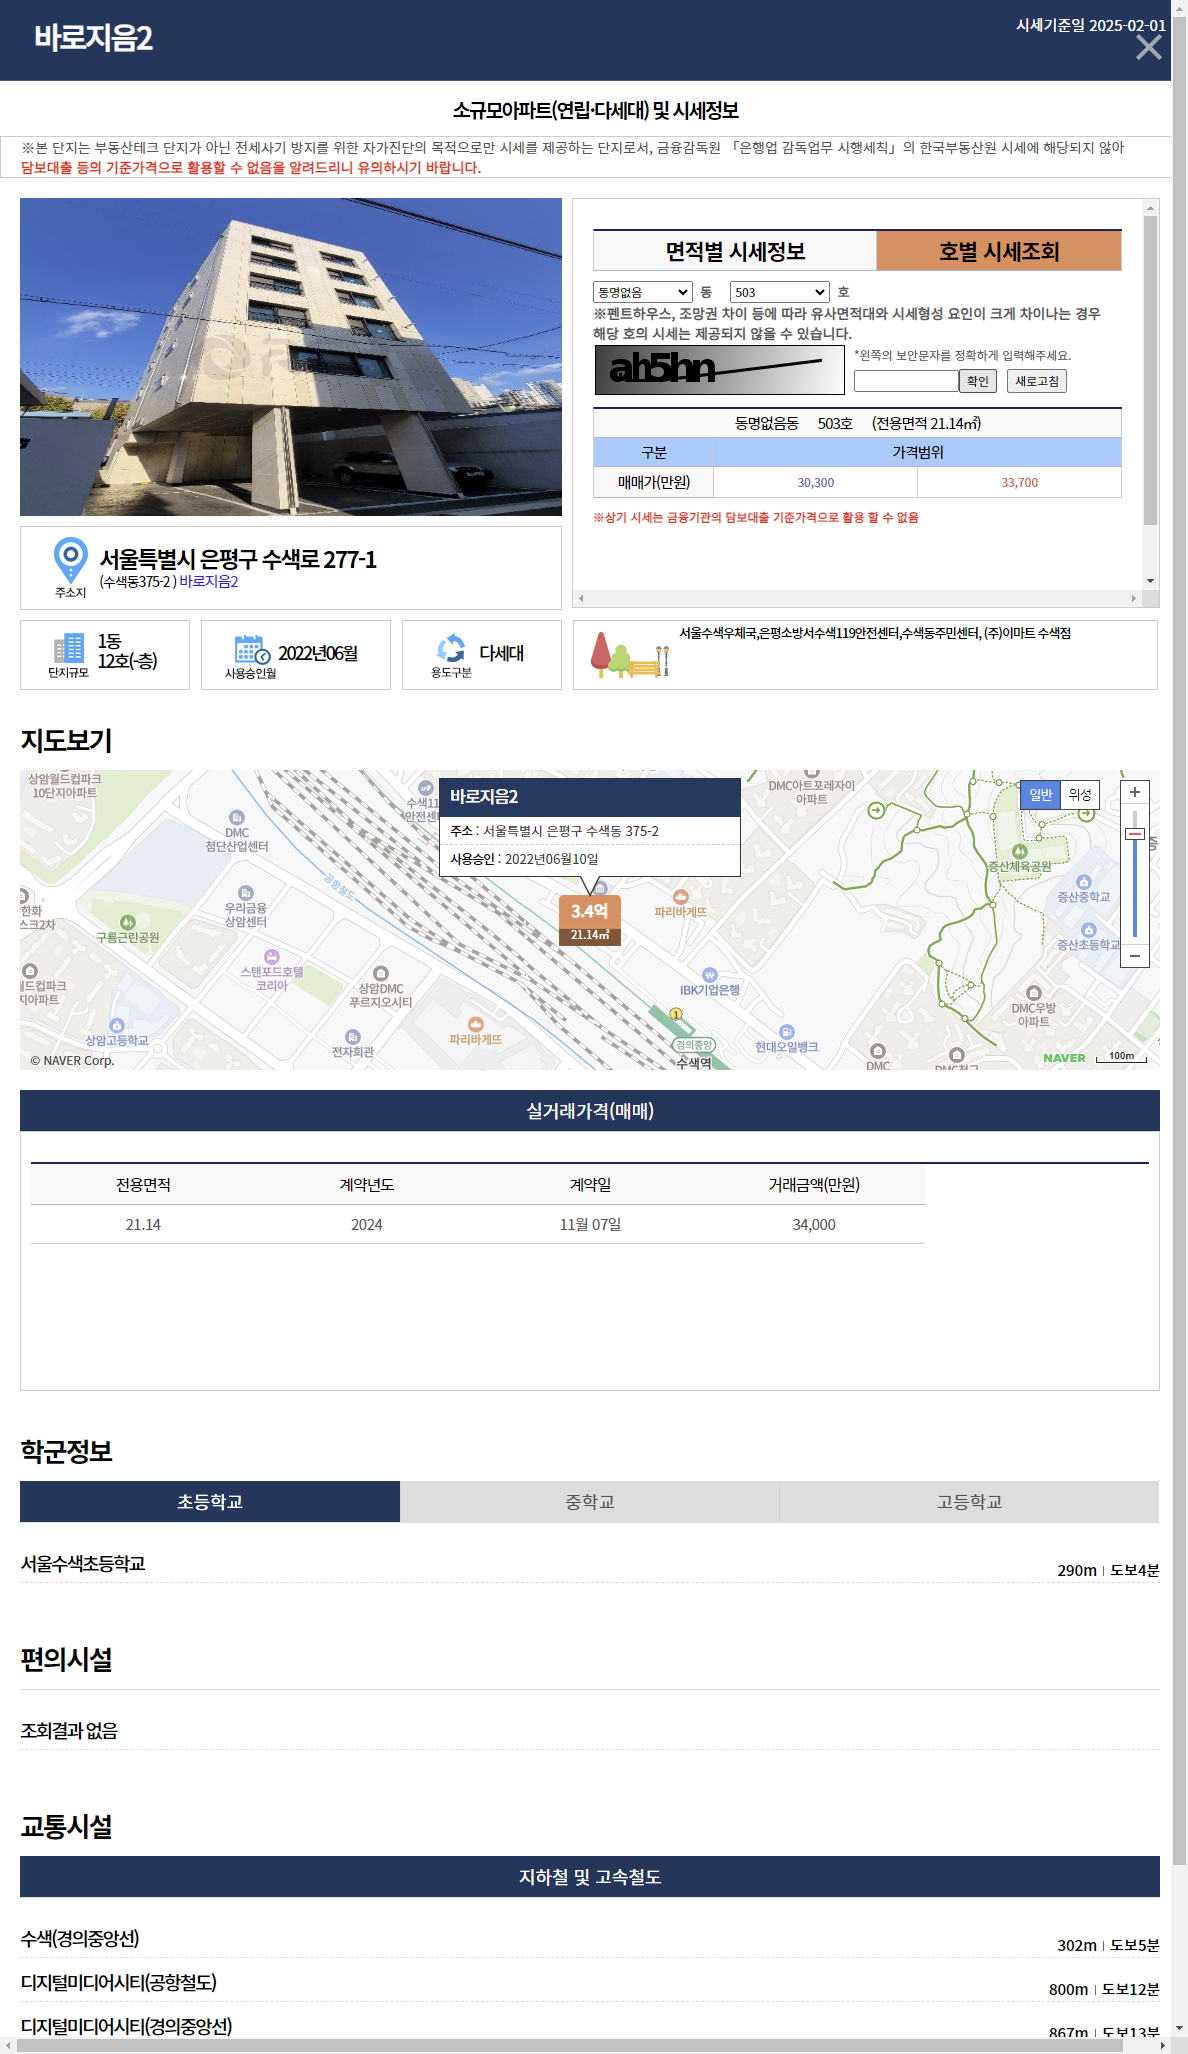 바로지음2
시세기준일 2025-02-01
소규모아파트(연립·다세대) 및 시세정보
※본 단지는 부동산테크 단지가 아닌 전세사기 방지를 위한 자가진단의 목적으로만 시세를 제공하는 단지로서, 금융감독원 「은행업 감독업무 시행세칙」의 한국부동산원 시세에 해당되지 않아
담보대출 등의 기준가격으로 활용할 수 없음을 알려드리니 유의하시기 바랍니다.
면적별 시세정보 호별 시세조회
동명없음 동 503 호
※펜트하우스, 조망권 차이 등에 따라 유사면적대와 시세형성 요인이 크게 차이나는 경우
해당 호의 시세는 제공되지 않을 수 있습니다.
ah5hn
*왼쪽의 보안문자를 정확하게 입력해주세요.
확인 새로고침
동명없음동 503호 (전용면적 21.14㎡)
구분 가격범위
매매가(만원) 30,300 33,700
※상기 시세는 금융기관의 담보대출 기준가격으로 활용 할 수 없음
주소지
서울특별시 은평구 수색로 277-1
(수색동375-2 ) 바로지음2
단지규모
1동
12호(-층)
사용승인월
2022년06월
용도구분
다세대
서울수색우체국,은평소방서수색119안전센터,수색동주민센터, (주)이마트 수색점
지도보기
상암월드컵파크
10단지아파트
DMC
첨단산업센터
수색11
안전센
바로지음2
주소 : 서울특별시 은평구 수색동 375-2
사용승인 : 2022년06월10일
3.4억
21.14㎡
DMC아트포레자이
아파트
일반 위성
증산체육공원
증산중학교
증산초등학교
공항철도
한화
스크2차
구룡근린공원
우리금융
상암센터
스탠포드호텔
코리아
파리바게뜨
상암DMC
푸르지오시티
IBK기업은행
월드컵파크
지아파트
상암고등학교
전자회관
파리바게뜨
1
경의중앙
수색역
현대오일뱅크
DMC우방
아파트
DMC
© NAVER Corp.
NAVER
100m
실거래가격(매매)
전용면적 계약년도 계약일 거래금액(만원)
21.14 2024 11월 07일 34,000
학군정보
초등학교 중학교 고등학교
서울수색초등학교 290m 도보4분
편의시설
조회결과 없음
교통시설
지하철 및 고속철도
수색(경의중앙선) 302m 도보5분
디지털미디어시티(공항철도) 800m 도보12분
디지털미디어시티(경의중앙선) 867m 도보13분